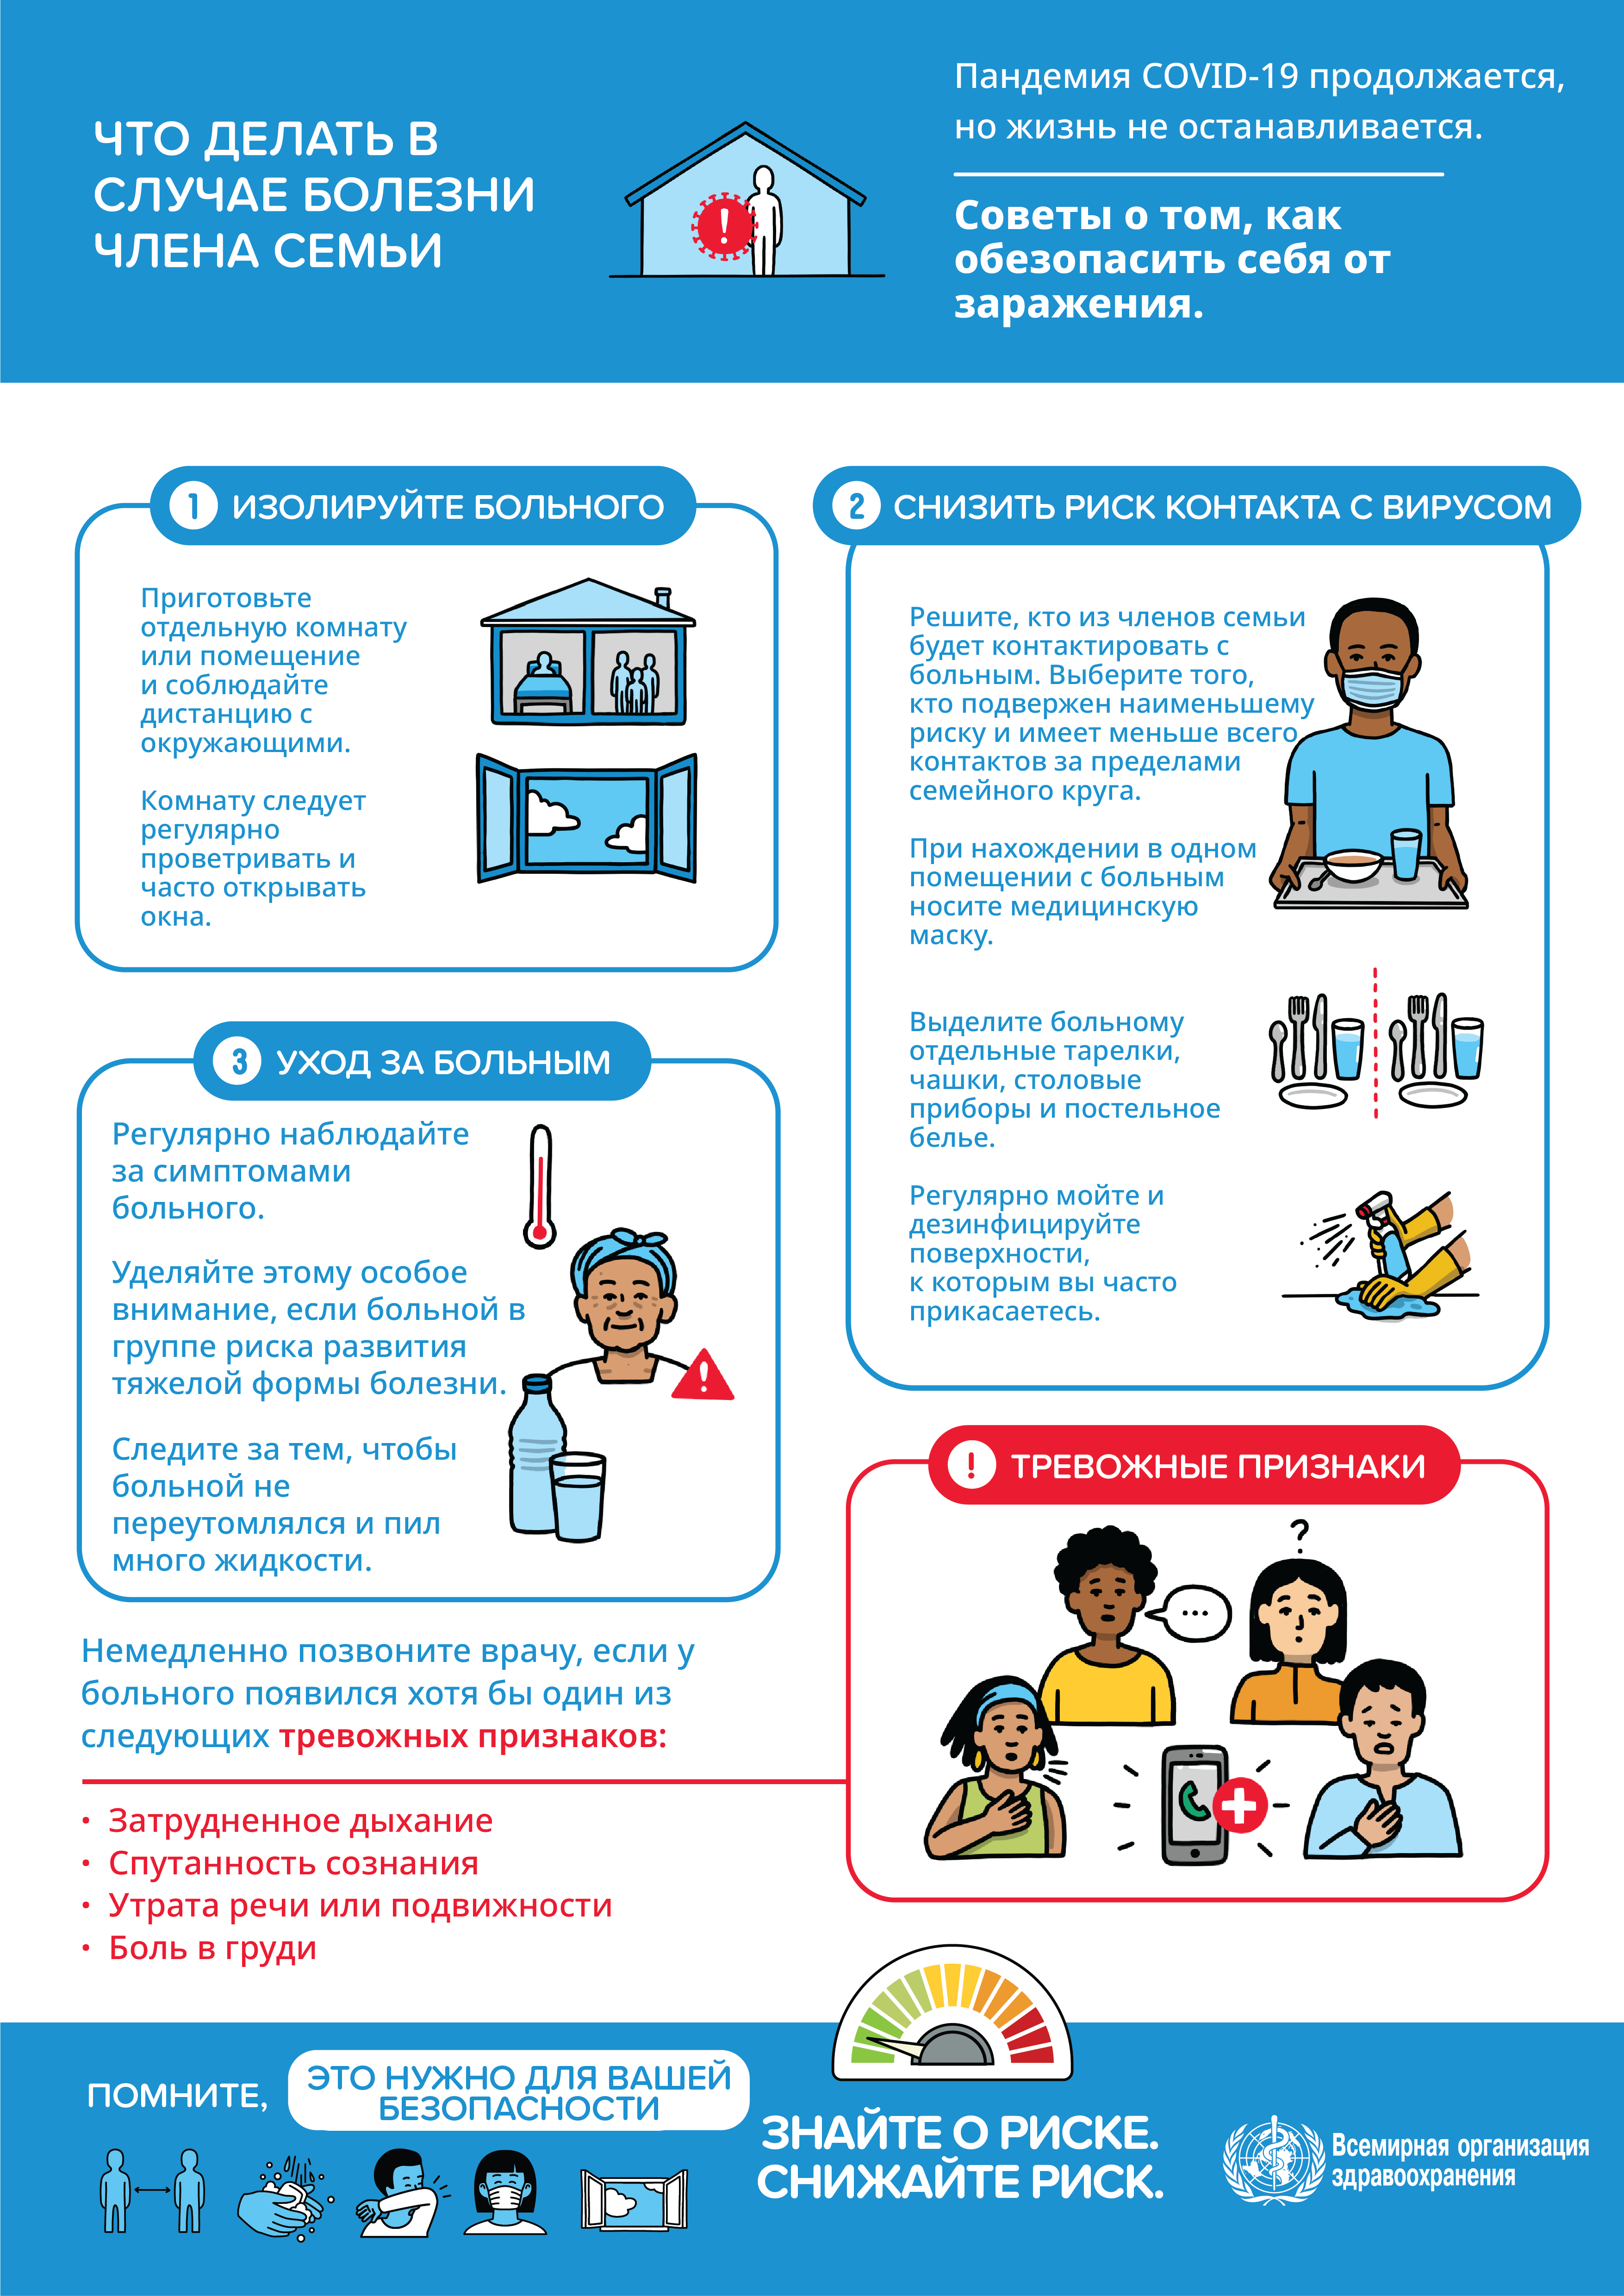 ЧТО ДЕЛАТЬ В
СЛУЧАЕ БОЛЕЗНИ
ЧЛЕНА СЕМЬИ
Пандемия COVID-19 продолжается,
но жизнь не останавливается.
Советы о том, как
обезопасить себя от
заражения.
1 ИЗОЛИРУЙТЕ БОЛЬНОГО
Приготовьте
отдельную комнату
или помещение
и соблюдайте
дистанцию с
окружающими.
Комнату следует
регулярно
проветривать и
часто открывать
окна.
2 СНИЗИТЬ РИСК КОНТАКТА С ВИРУСОМ
Решите, кто из членов семьи
будет контактировать с
больным. Выберите того,
кто подвержен наименьшему
риску и имеет меньше всего
контактов за пределами
семейного круга.
При нахождении в одном
помещении с больным
носите медицинскую
маску.
Выделите больному
отдельные тарелки,
чашки, столовые
приборы и постельное
белье.
Регулярно мойте и
дезинфицируйте
поверхности,
к которым вы часто
прикасаетесь.
3 УХОД ЗА БОЛЬНЫМ
Регулярно наблюдайте
за симптомами
больного.
Уделяйте этому особое
внимание, если больной в
группе риска развития
тяжелой формы болезни.
Следите за тем, чтобы
больной не
переутомлялся и пил
много жидкости.
! ТРЕВОЖНЫЕ ПРИЗНАКИ
?
...
Немедленно позвоните врачу, если у
больного появился хотя бы один из
следующих тревожных признаков:
• Затрудненное дыхание
• Спутанность сознания
• Утрата речи или подвижности
• Боль в груди
ПОМНИТЕ,
ЭТО НУЖНО ДЛЯ ВАШЕЙ
БЕЗОПАСНОСТИ
ЗНАЙТЕ О РИСКЕ.
СНИЖАЙТЕ РИСК.
Всемирная организация
здравоохранения